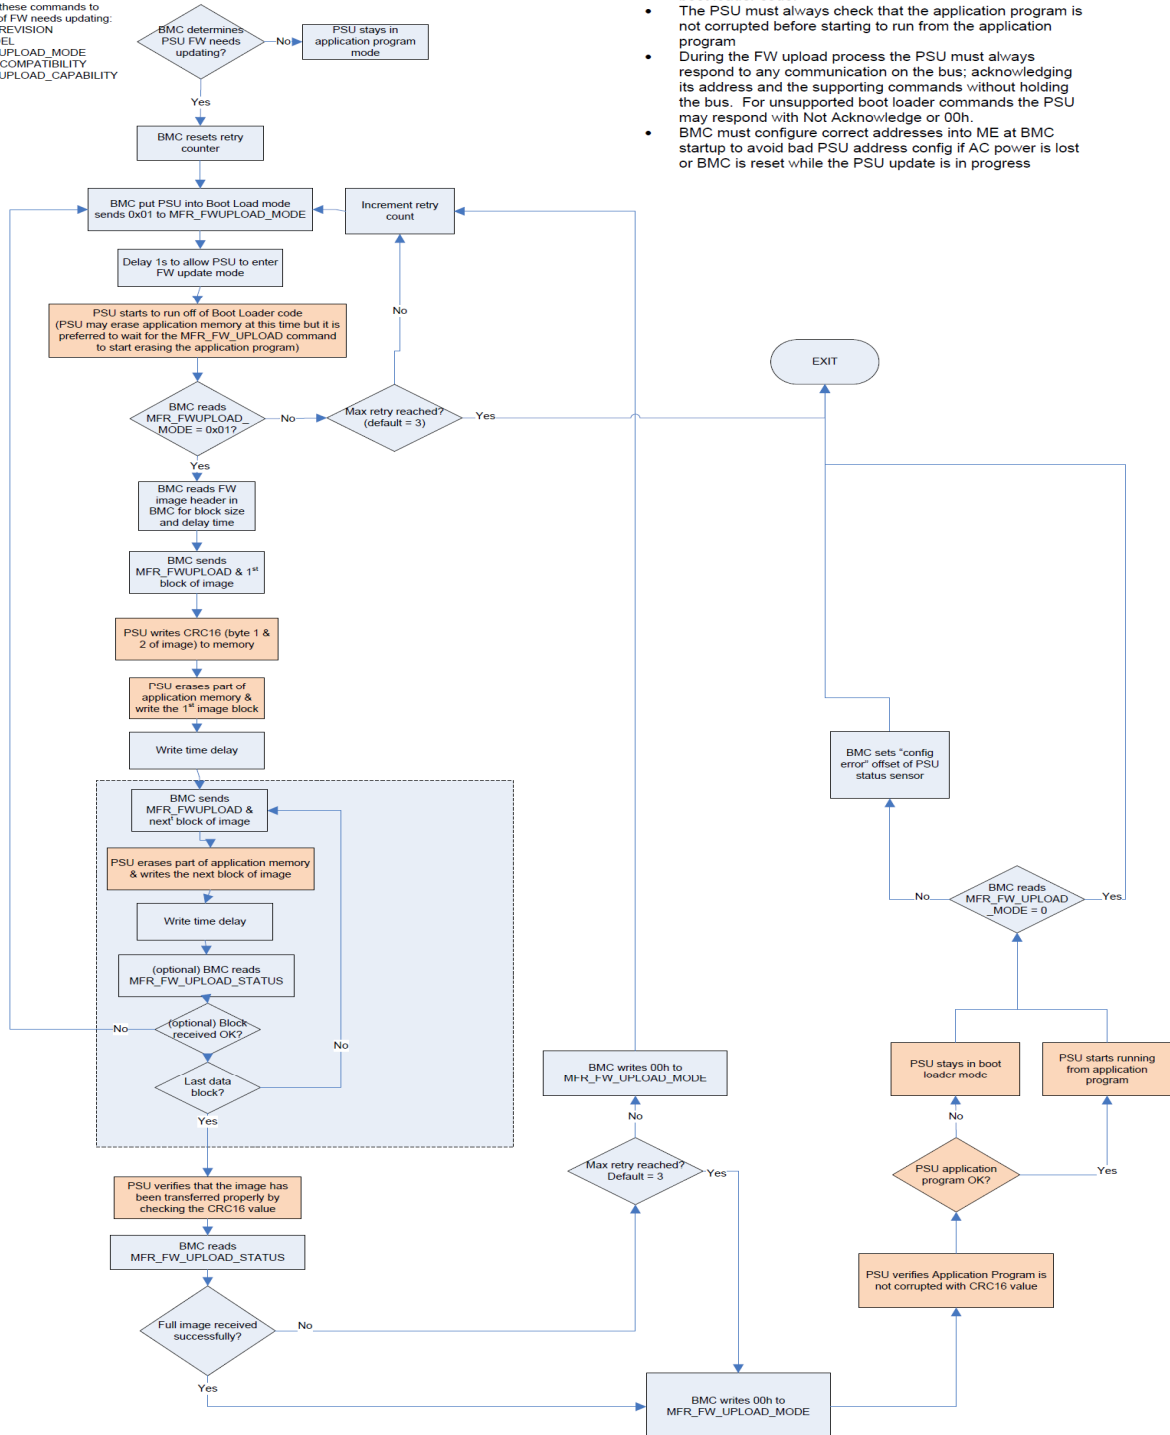 these commands to
of FW needs updating:
REVISION
UPLOAD_MODE
COMPATIBILITY
UPLOAD_CAPABILITY
The PSU must always check that the application program is
not corrupted before starting to run from the application
program
During the FW upload process the PSU must always
respond to any communication on the bus; acknowledging
its address and the supporting commands without holding
the bus. For unsupported boot loader commands the PSU
may respond with Not Acknowledge or 00h.
BMC must configure correct addresses into ME at BMC
startup to avoid bad PSU address config if AC power is lost
or BMC is reset while the PSU update is in progress
BMC determines
PSU FW needs
updating?
No
PSU stays in
application program
mode
Yes
BMC resets retry
counter
BMC put PSU into Boot Load mode
sends 0x01 to MFR_FWUPLOAD_MODE
Increment retry
count
Delay 1s to allow PSU to enter
FW update mode
PSU starts to run off of Boot Loader code
(PSU may erase application memory at this time but it is
preferred to wait for the MFR_FW_UPLOAD command
to start erasing the application program)
No
BMC reads
MFR_FWUPLOAD_
MODE = 0x01?
No
Max retry reached?
(default = 3)
Yes
EXIT
Yes
BMC reads FW
image header in
BMC for block size
and delay time
BMC sends
MFR_FWUPLOAD & 1st
block of image
PSU writes CRC16 (byte 1 &
2 of image) to memory
PSU erases part of
application memory &
write the 1st image block
Write time delay
BMC sends
MFR_FWUPLOAD &
next block of image
PSU erases part of application memory
& writes the next block of image
Write time delay
(optional) BMC reads
MFR_FW_UPLOAD_STATUS
(optional) Block
received OK?
No
No
Last data
block?
Yes
PSU verifies that the image has
been transferred properly by
checking the CRC16 value
BMC reads
MFR_FW_UPLOAD_STATUS
Full image received
successfully?
No
Yes
BMC writes 00h to
MFR_FW_UPLOAD_MODE
No
Max retry reached?
Default = 3
Yes
BMC writes 00h to
MFR_FW_UPLOAD_MODE
PSU verifies Application Program is
not corrupted with CRC16 value
PSU application
program OK?
No
Yes
PSU stays in boot
loader mode
PSU starts running
from application
program
BMC reads
MFR_FW_UPLOAD
_MODE = 0
No
Yes
BMC sets “config
error” offset of PSU
status sensor